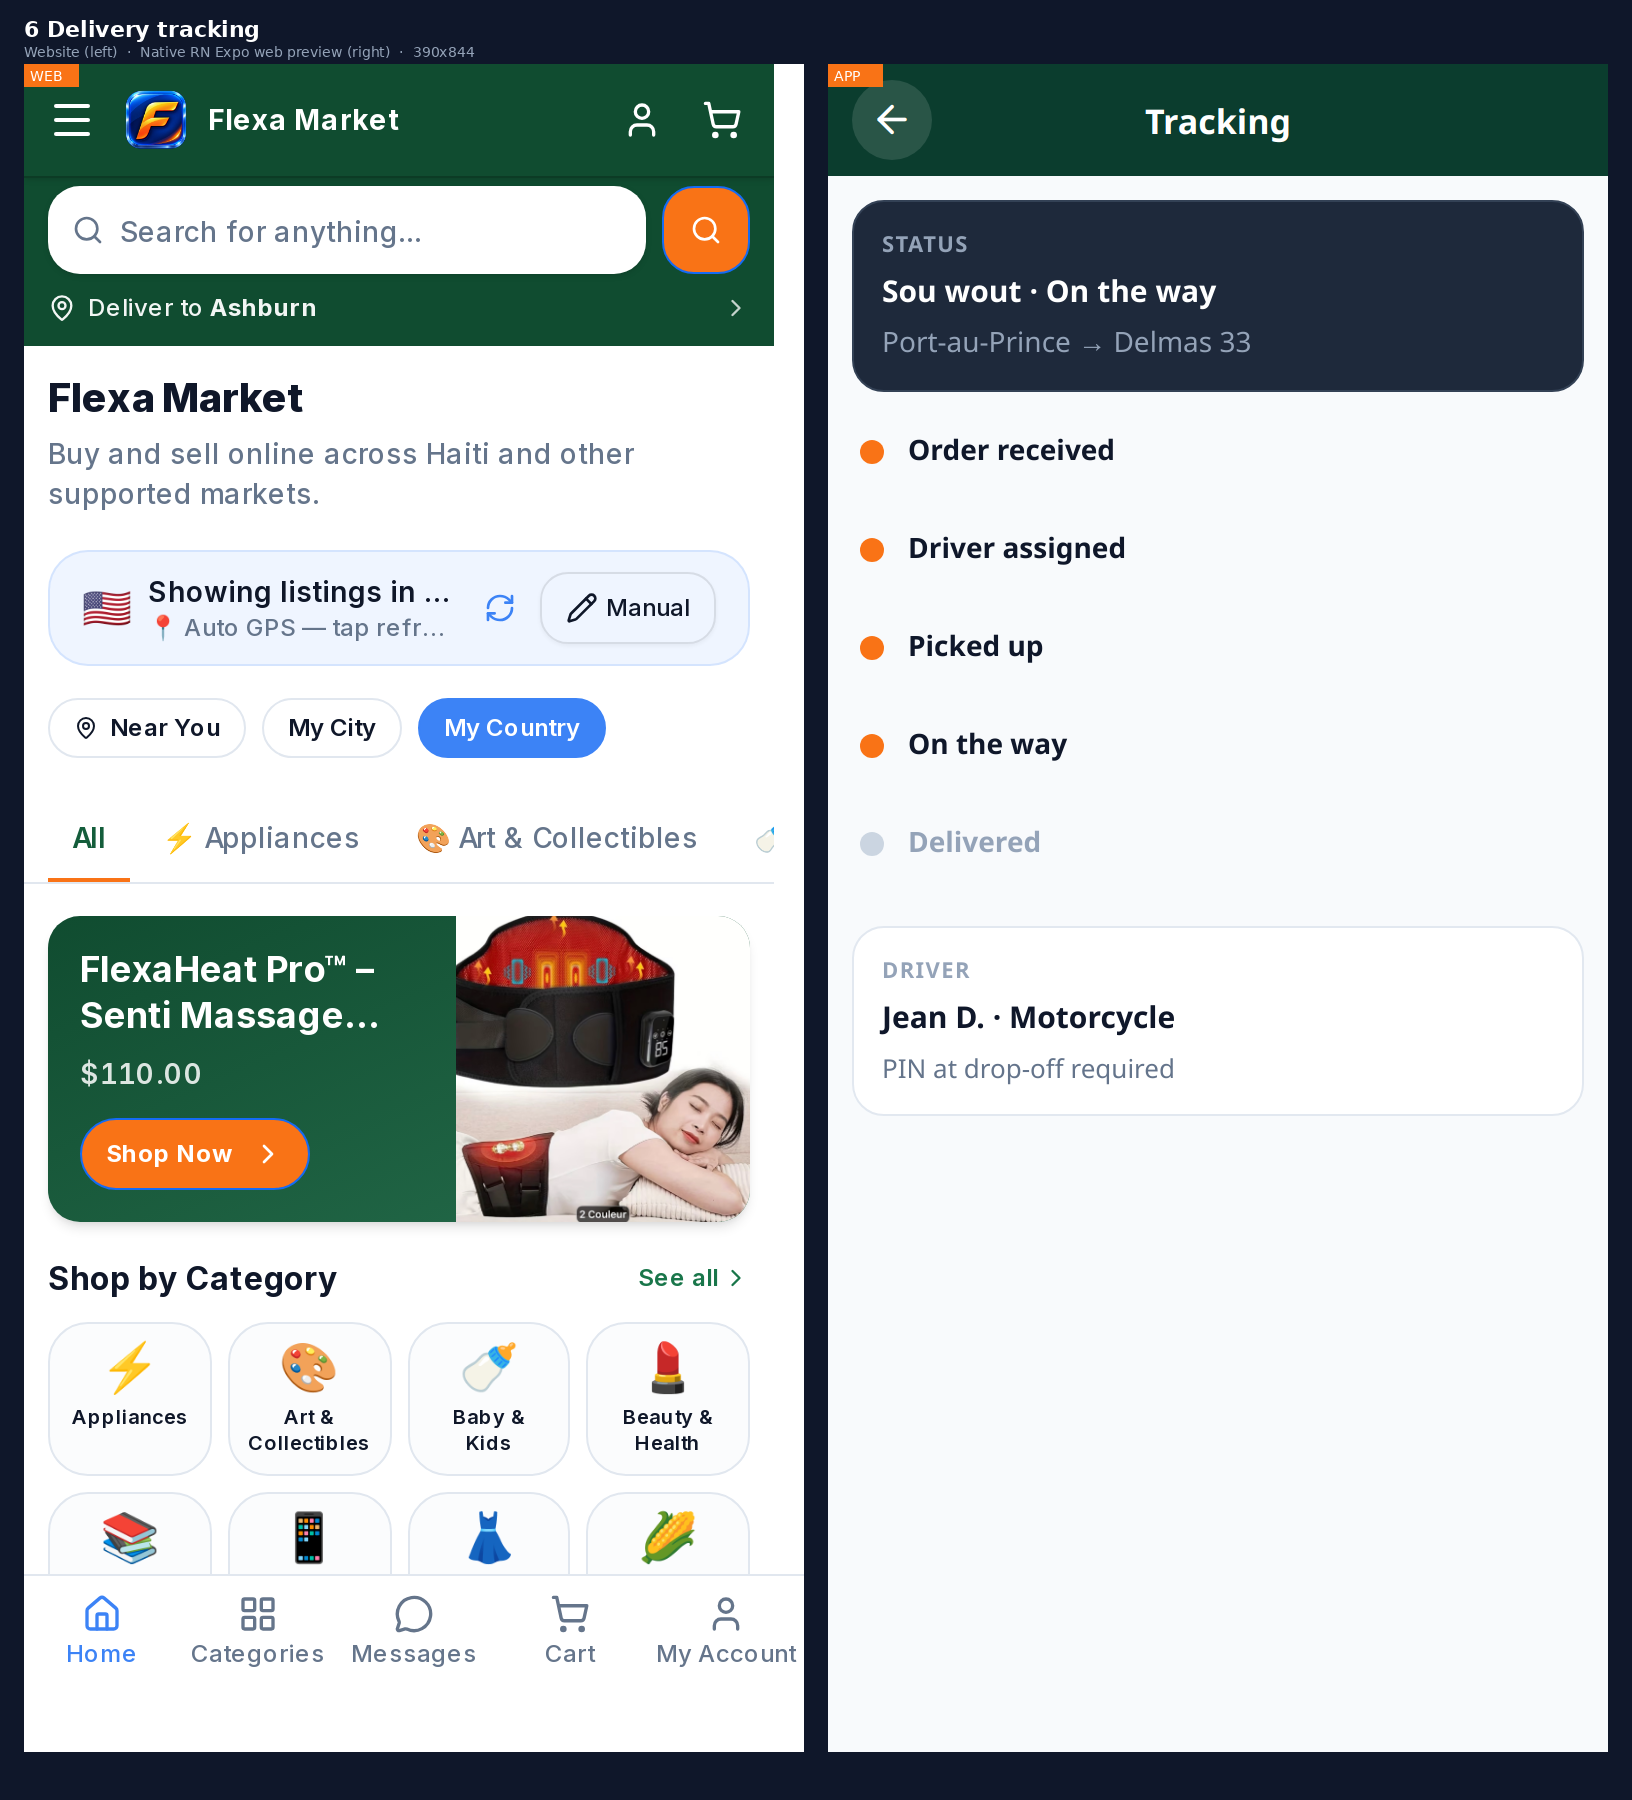 6 Delivery tracking
Website (left) · Native RN Expo web preview (right) · 390x844
WEB
Flexa Market
Search for anything...
Deliver to Ashburn
Flexa Market
Buy and sell online across Haiti and other
supported markets.
Showing listings in ...
Auto GPS — tap refr...
Manual
Near You
My City
My Country
All
Appliances
Art & Collectibles
FlexaHeat Pro™ –
Senti Massage...
$110.00
Shop Now
85
2 Couleur
Shop by Category
See all
Appliances
Art &
Collectibles
Baby &
Kids
Beauty &
Health
Home
Categories
Messages
Cart
My Account
APP
Tracking
STATUS
Sou wout · On the way
Port-au-Prince → Delmas 33
Order received
Driver assigned
Picked up
On the way
Delivered
DRIVER
Jean D. · Motorcycle
PIN at drop-off required